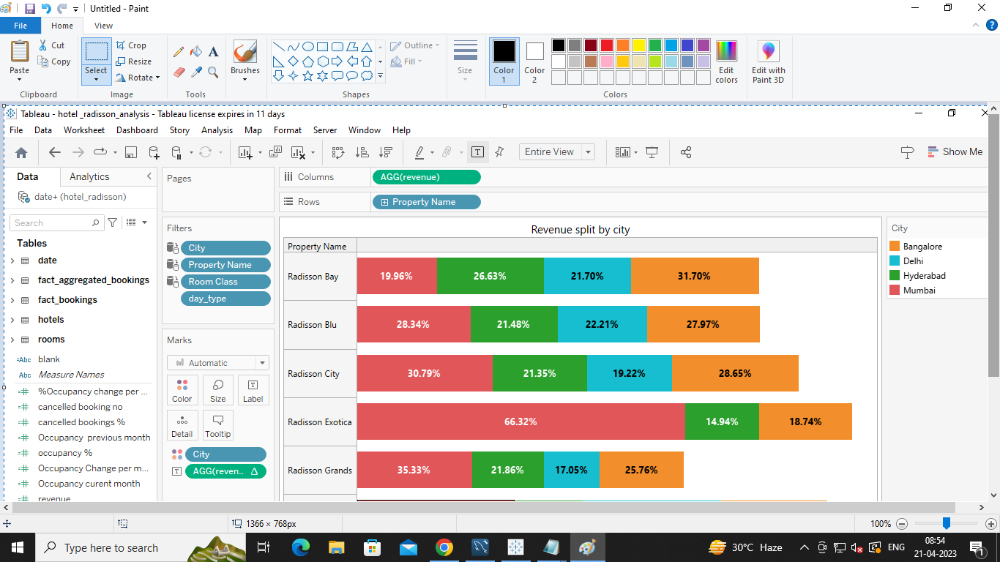 Untitled - Paint
File Home View
Paste Cut Copy Clipboard
Select Crop Resize Rotate Image
A Tools
Brushes
Outline Fill Shapes
Size
Color 1 Color 2 Edit colors Colors
Edit with Paint 3D
Tableau - hotel _radisson_analysis - Tableau license expires in 11 days
File Data Worksheet Dashboard Story Analysis Map Format Server Window Help
Entire View Show Me
Data Analytics
date+ (hotel_radisson)
Search
Tables
date
fact_aggregated_bookings
fact_bookings
hotels
rooms
=Abc blank
Abc Measure Names
=# %Occupancy change per ...
=# cancelled booking no
=# cancelled bookings %
=# Occupancy previous month
=# occupancy %
=# Occupancy Change per m...
=# Occupancy curent month
=# revenue
Pages
Filters
City
Property Name
Room Class
day_type
Marks
Automatic
Color Size Label
Detail Tooltip
City
AGG(reven.. Δ
Columns AGG(revenue)
Rows Property Name
Revenue split by city
Property Name
Radisson Bay 19.96% 26.63% 21.70% 31.70%
Radisson Blu 28.34% 21.48% 22.21% 27.97%
Radisson City 30.79% 21.35% 19.22% 28.65%
Radisson Exotica 66.32% 14.94% 18.74%
Radisson Grands 35.33% 21.86% 17.05% 25.76%
City
Bangalore
Delhi
Hyderabad
Mumbai
1366 × 768px 100%
Type here to search 30°C Haze ENG 08:54
21-04-2023 1